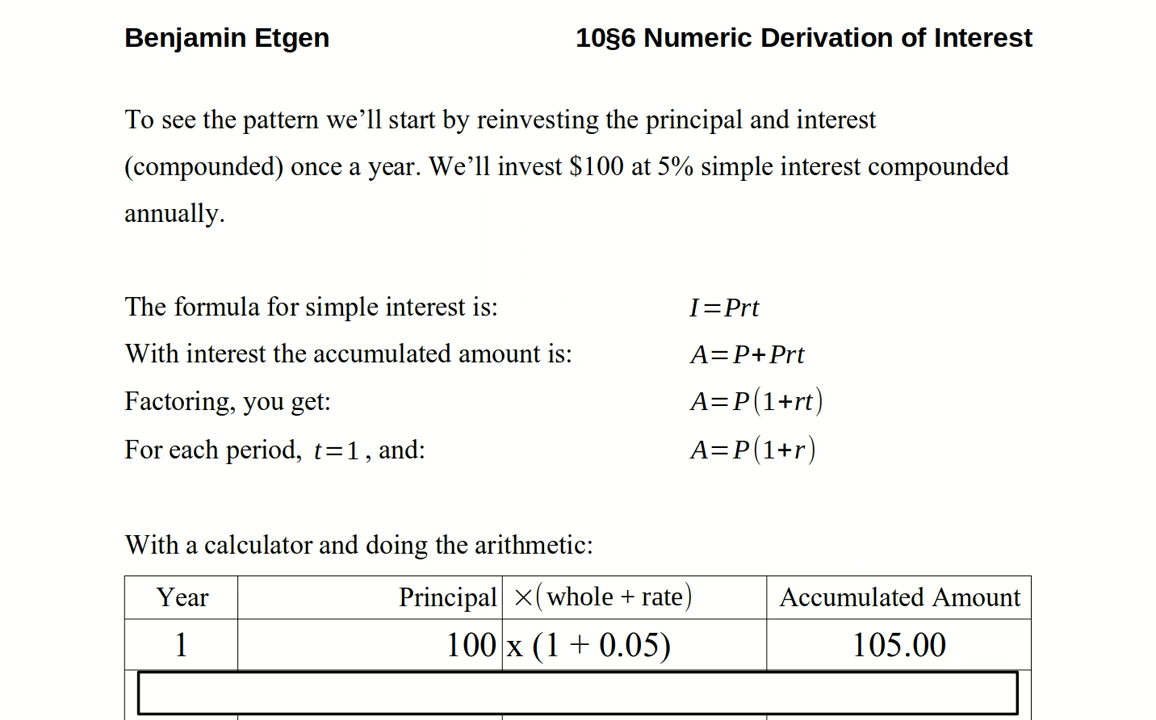 Benjamin Etgen 10§6 Numeric Derivation of Interest
To see the pattern we’ll start by reinvesting the principal and interest
(compounded) once a year. We’ll invest $100 at 5% simple interest compounded
annually.
The formula for simple interest is: I=Prt
With interest the accumulated amount is: A=P+Prt
Factoring, you get: A=P(1+rt)
For each period, t=1, and: A=P(1+r)
With a calculator and doing the arithmetic:
Year Principal ×(whole + rate) Accumulated Amount
1 100 x (1 + 0.05) 105.00